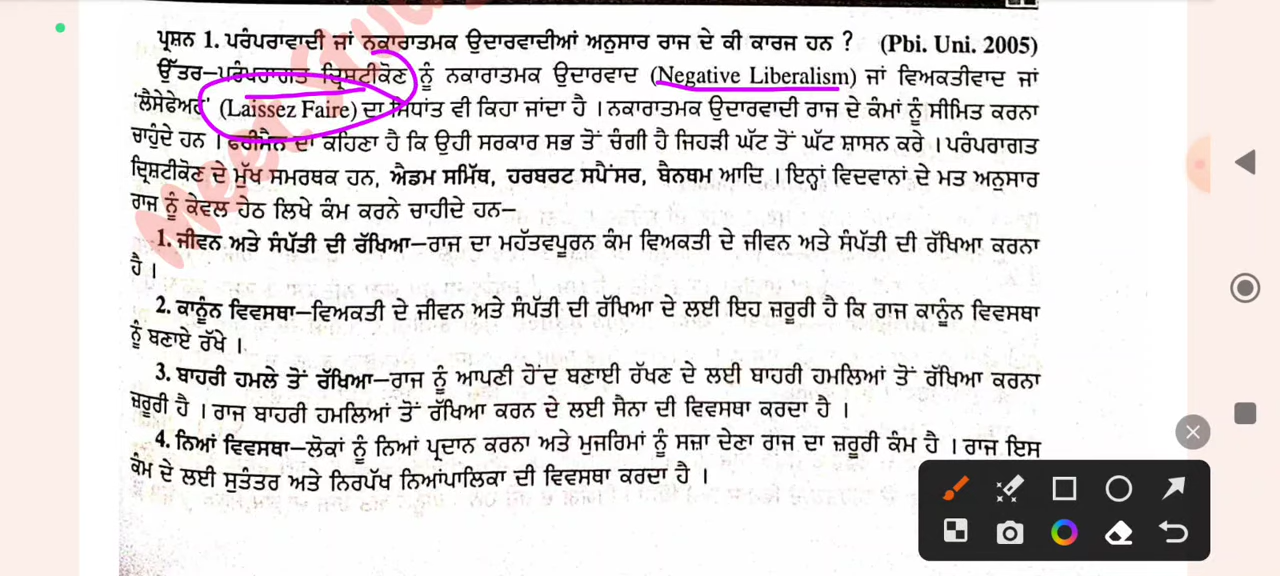 ਪ੍ਰਸ਼ਨ 1. ਪਰੰਪਰਾਵਾਦੀ ਜਾਂ ਨਕਾਰਾਤਮਕ ਉਦਾਰਵਾਦੀਆਂ ਅਨੁਸਾਰ ਰਾਜ ਦੇ ਕੀ ਕਾਰਜ ਹਨ ? (Pbi. Uni. 2005)
ਉੱਤਰ–ਪਰੰਪਰਾਗਤ ਦ੍ਰਿਸ਼ਟੀਕੋਣ ਨੂੰ ਨਕਾਰਾਤਮਕ ਉਦਾਰਵਾਦ (Negative Liberalism) ਜਾਂ ਵਿਅਕਤੀਵਾਦ ਜਾਂ
'ਲੈਸੇਫੇਅਰ' (Laissez Faire) ਦਾ ਸਿਧਾਂਤ ਵੀ ਕਿਹਾ ਜਾਂਦਾ ਹੈ । ਨਕਾਰਾਤਮਕ ਉਦਾਰਵਾਦੀ ਰਾਜ ਦੇ ਕੰਮਾਂ ਨੂੰ ਸੀਮਿਤ ਕਰਨਾ
ਚਾਹੁੰਦੇ ਹਨ । ਫਰੀਮੈਨ ਦਾ ਕਹਿਣਾ ਹੈ ਕਿ ਉਹੀ ਸਰਕਾਰ ਸਭ ਤੋਂ ਚੰਗੀ ਹੈ ਜਿਹੜੀ ਘੱਟ ਤੋਂ ਘੱਟ ਸ਼ਾਸਨ ਕਰੇ । ਪਰੰਪਰਾਗਤ
ਦ੍ਰਿਸ਼ਟੀਕੋਣ ਦੇ ਮੁੱਖ ਸਮਰਥਕ ਹਨ, ਐਡਮ ਸਮਿੱਥ, ਹਰਬਰਟ ਸਪੈਂਸਰ, ਬੈਨਥਮ ਆਦਿ । ਇਨ੍ਹਾਂ ਵਿਦਵਾਨਾਂ ਦੇ ਮਤ ਅਨੁਸਾਰ
ਰਾਜ ਨੂੰ ਕੇਵਲ ਹੇਠ ਲਿਖੇ ਕੰਮ ਕਰਨੇ ਚਾਹੀਦੇ ਹਨ–
1. ਜੀਵਨ ਅਤੇ ਸੰਪੱਤੀ ਦੀ ਰੱਖਿਆ–ਰਾਜ ਦਾ ਮਹੱਤਵਪੂਰਨ ਕੰਮ ਵਿਅਕਤੀ ਦੇ ਜੀਵਨ ਅਤੇ ਸੰਪੱਤੀ ਦੀ ਰੱਖਿਆ ਕਰਨਾ
ਹੈ ।
2. ਕਾਨੂੰਨ ਵਿਵਸਥਾ–ਵਿਅਕਤੀ ਦੇ ਜੀਵਨ ਅਤੇ ਸੰਪੱਤੀ ਦੀ ਰੱਖਿਆ ਦੇ ਲਈ ਇਹ ਜ਼ਰੂਰੀ ਹੈ ਕਿ ਰਾਜ ਕਾਨੂੰਨ ਵਿਵਸਥਾ
ਨੂੰ ਬਣਾਏ ਰੱਖੇ ।
3. ਬਾਹਰੀ ਹਮਲੇ ਤੋਂ ਰੱਖਿਆ–ਰਾਜ ਨੂੰ ਆਪਣੀ ਹੋਂਦ ਬਣਾਈ ਰੱਖਣ ਦੇ ਲਈ ਬਾਹਰੀ ਹਮਲਿਆਂ ਤੋਂ ਰੱਖਿਆ ਕਰਨਾ
ਜ਼ਰੂਰੀ ਹੈ । ਰਾਜ ਬਾਹਰੀ ਹਮਲਿਆਂ ਤੋਂ ਰੱਖਿਆ ਕਰਨ ਦੇ ਲਈ ਸੈਨਾ ਦੀ ਵਿਵਸਥਾ ਕਰਦਾ ਹੈ ।
4. ਨਿਆਂ ਵਿਵਸਥਾ–ਲੋਕਾਂ ਨੂੰ ਨਿਆਂ ਪ੍ਰਦਾਨ ਕਰਨਾ ਅਤੇ ਮੁਜਰਿਮਾਂ ਨੂੰ ਸਜ਼ਾ ਦੇਣਾ ਰਾਜ ਦਾ ਜ਼ਰੂਰੀ ਕੰਮ ਹੈ । ਰਾਜ ਇਸ
ਕੰਮ ਦੇ ਲਈ ਸੁਤੰਤਰ ਅਤੇ ਨਿਰਪੱਖ ਨਿਆਂਪਾਲਿਕਾ ਦੀ ਵਿਵਸਥਾ ਕਰਦਾ ਹੈ ।